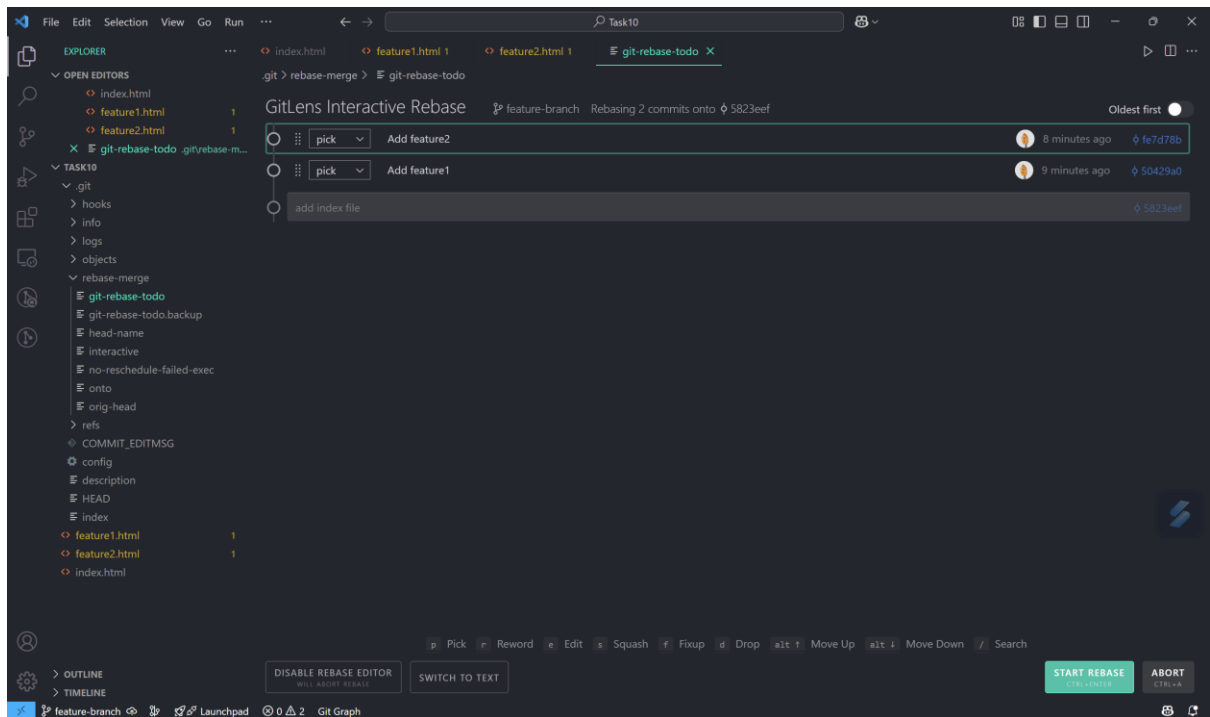 File Edit Selection View Go Run ··· Task10
EXPLORER ···
OPEN EDITORS
index.html
feature1.html 1
feature2.html 1
git-rebase-todo .git\rebase-m...
TASK10
.git
hooks
info
logs
objects
rebase-merge
git-rebase-todo
git-rebase-todo.backup
head-name
interactive
no-reschedule-failed-exec
onto
orig-head
refs
COMMIT_EDITMSG
config
description
HEAD
index
feature1.html 1
feature2.html 1
index.html
OUTLINE
TIMELINE
index.html feature1.html 1 feature2.html 1 git-rebase-todo
.git > rebase-merge > git-rebase-todo
GitLens Interactive Rebase feature-branch Rebasing 2 commits onto 5823eef Oldest first
pick Add feature2 8 minutes ago fe7d78b
pick Add feature1 9 minutes ago 50429a0
add index file 5823eef
p Pick r Reword e Edit s Squash f Fixup d Drop alt ↑ Move Up alt ↓ Move Down / Search
DISABLE REBASE EDITOR SWITCH TO TEXT START REBASE ABORT
WILL ABORT REBASE CTRL+ENTER CTRL+A
feature-branch Launchpad 0 2 Git Graph